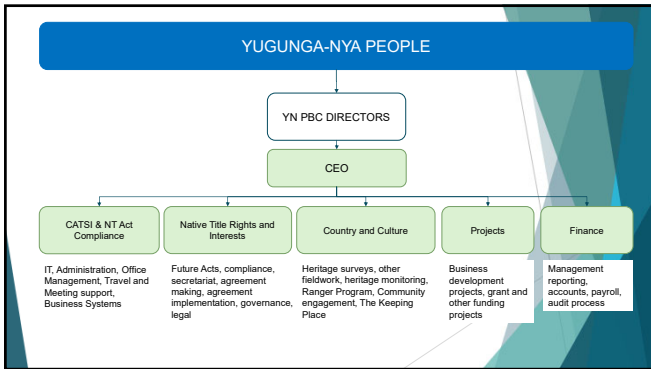 YUGUNGA-NYA PEOPLE
YN PBC DIRECTORS
CEO
CATSI & NT Act
Compliance
IT, Administration, Office
Management, Travel and
Meeting support,
Business Systems
Native Title Rights and
Interests
Future Acts, compliance,
secretariat, agreement
making, agreement
implementation, governance,
legal
Country and Culture
Heritage surveys, other
fieldwork, heritage monitoring,
Ranger Program, Community
engagement, The Keeping
Place
Projects
Business
development
projects, grant and
other funding
projects
Finance
Management
reporting,
accounts, payroll,
audit process